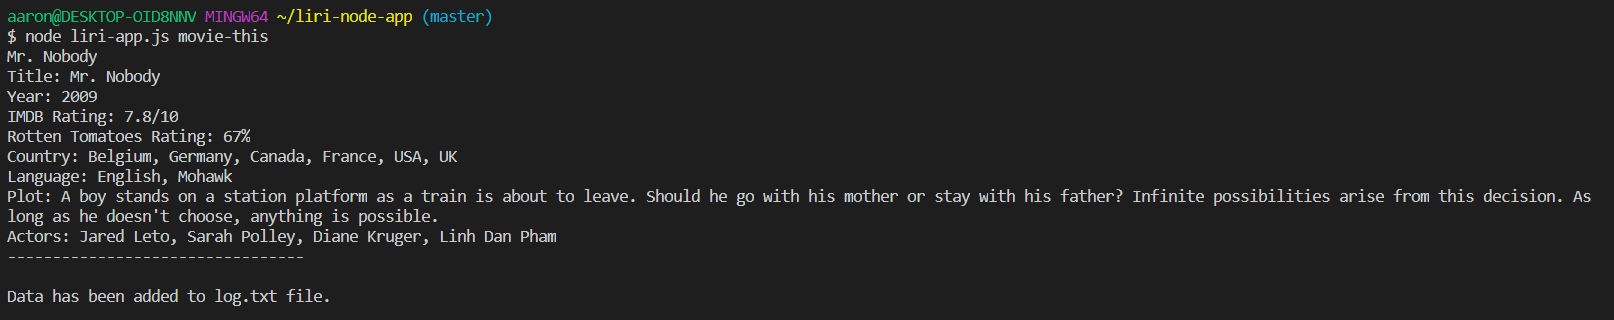 aaron@DESKTOP-OID8NNV MINGW64 ~/liri-node-app (master)
$ node liri-app.js movie-this
Mr. Nobody
Title: Mr. Nobody
Year: 2009
IMDB Rating: 7.8/10
Rotten Tomatoes Rating: 67%
Country: Belgium, Germany, Canada, France, USA, UK
Language: English, Mohawk
Plot: A boy stands on a station platform as a train is about to leave. Should he go with his mother or stay with his father? Infinite possibilities arise from this decision. As
long as he doesn't choose, anything is possible.
Actors: Jared Leto, Sarah Polley, Diane Kruger, Linh Dan Pham
---------------------------------
Data has been added to log.txt file.